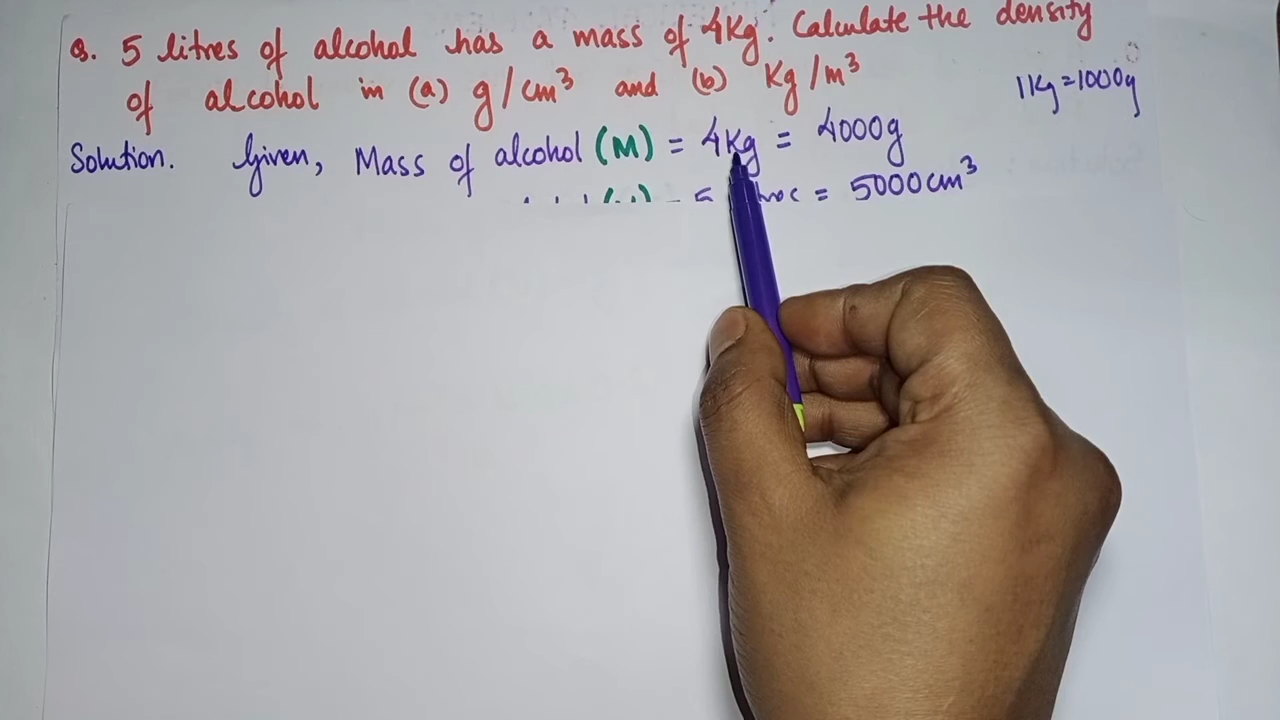 Q. 5 litres of alcohol has a mass of 4Kg. Calculate the density
of alcohol in (a) g/cm³ and (b) Kg/m³
1Kg=1000g
Solution. Given, Mass of alcohol (M) = 4Kg = 4000g
= 5000cm³